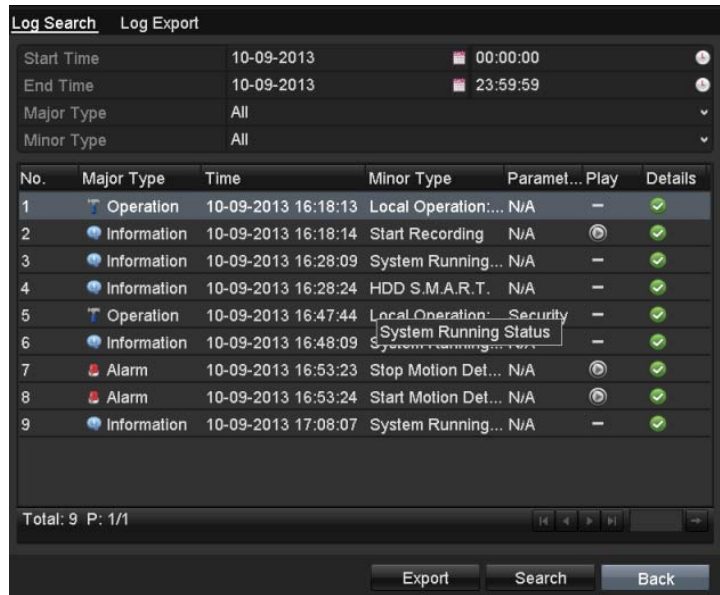 Log Search Log Export
Start Time 10-09-2013 00:00:00
End Time 10-09-2013 23:59:59
Major Type All
Minor Type All
No. Major Type Time Minor Type Paramet... Play Details
1 Operation 10-09-2013 16:18:13 Local Operation:... N/A –
2 Information 10-09-2013 16:18:14 Start Recording N/A
3 Information 10-09-2013 16:28:09 System Running... N/A –
4 Information 10-09-2013 16:28:24 HDD S.M.A.R.T. N/A –
5 Operation 10-09-2013 16:47:44 Local Operation: Security –
System Running Status
6 Information 10-09-2013 16:48:09 System Running... N/A –
7 Alarm 10-09-2013 16:53:23 Stop Motion Det... N/A
8 Alarm 10-09-2013 16:53:24 Start Motion Det... N/A
9 Information 10-09-2013 17:08:07 System Running... N/A –
Total: 9 P: 1/1
Export Search Back